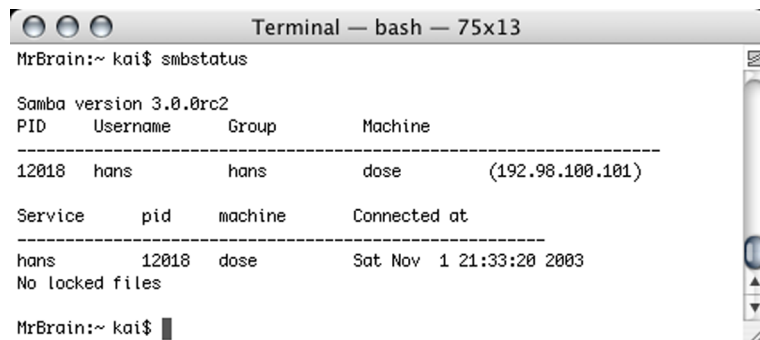 Terminal — bash — 75x13
MrBrain:~ kai$ smbstatus
Samba version 3.0.0rc2
PID     Username      Group           Machine
-------------------------------------------------------------------
12018   hans          hans            dose         (192.98.100.101)
Service      pid     machine       Connected at
-------------------------------------------------------
hans         12018   dose          Sat Nov  1 21:33:20 2003
No locked files
MrBrain:~ kai$